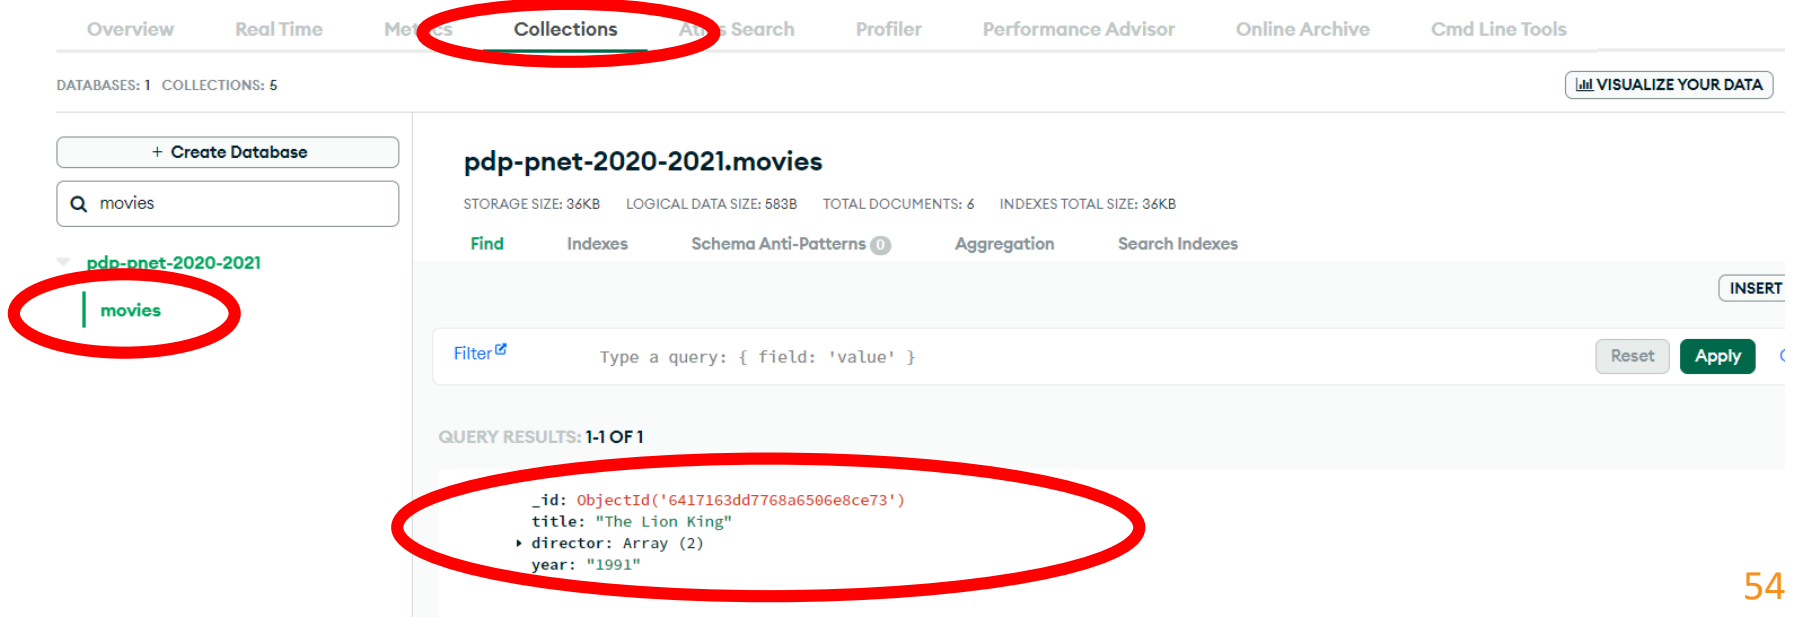 Overview Real Time Metrics Collections Atlas Search Profiler Performance Advisor Online Archive Cmd Line Tools
DATABASES: 1 COLLECTIONS: 5
VISUALIZE YOUR DATA
+ Create Database
movies
pdp-pnet-2020-2021
movies
pdp-pnet-2020-2021.movies
STORAGE SIZE: 36KB LOGICAL DATA SIZE: 583B TOTAL DOCUMENTS: 6 INDEXES TOTAL SIZE: 36KB
Find Indexes Schema Anti-Patterns 0 Aggregation Search Indexes
INSERT
Filter Type a query: { field: 'value' } Reset Apply
QUERY RESULTS: 1-1 OF 1
_id: ObjectId('6417163dd7768a6506e8ce73')
title: "The Lion King"
director: Array (2)
year: "1991"
54